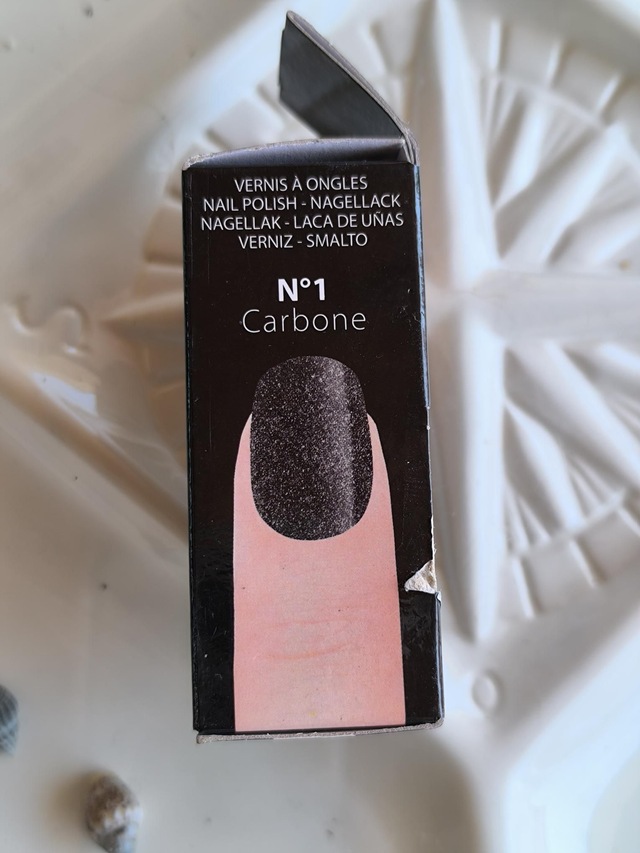 VERNIS À ONGLES
NAIL POLISH - NAGELLACK
NAGELLAK - LACA DE UÑAS
VERNIZ - SMALTO
N°1
Carbone